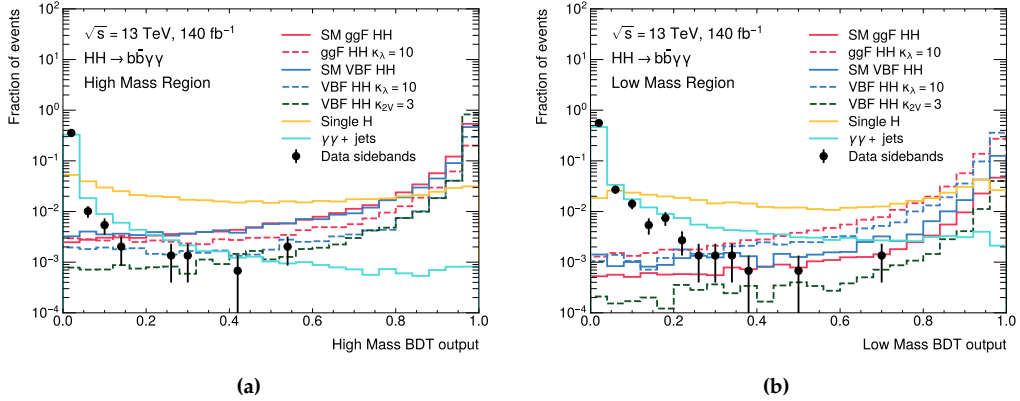 Fraction of events
10² 10¹ 10⁰ 10⁻¹ 10⁻² 10⁻³ 10⁻⁴
√s = 13 TeV, 140 fb⁻¹
HH → bb̄γγ
High Mass Region
SM ggF HH
ggF HH κλ = 10
SM VBF HH
VBF HH κλ = 10
VBF HH κ2V = 3
Single H
γγ + jets
Data sidebands
0.0 0.2 0.4 0.6 0.8 1.0
High Mass BDT output
(a)
Fraction of events
10² 10¹ 10⁰ 10⁻¹ 10⁻² 10⁻³ 10⁻⁴
√s = 13 TeV, 140 fb⁻¹
HH → bb̄γγ
Low Mass Region
SM ggF HH
ggF HH κλ = 10
SM VBF HH
VBF HH κλ = 10
VBF HH κ2V = 3
Single H
γγ + jets
Data sidebands
0.0 0.2 0.4 0.6 0.8 1.0
Low Mass BDT output
(b)